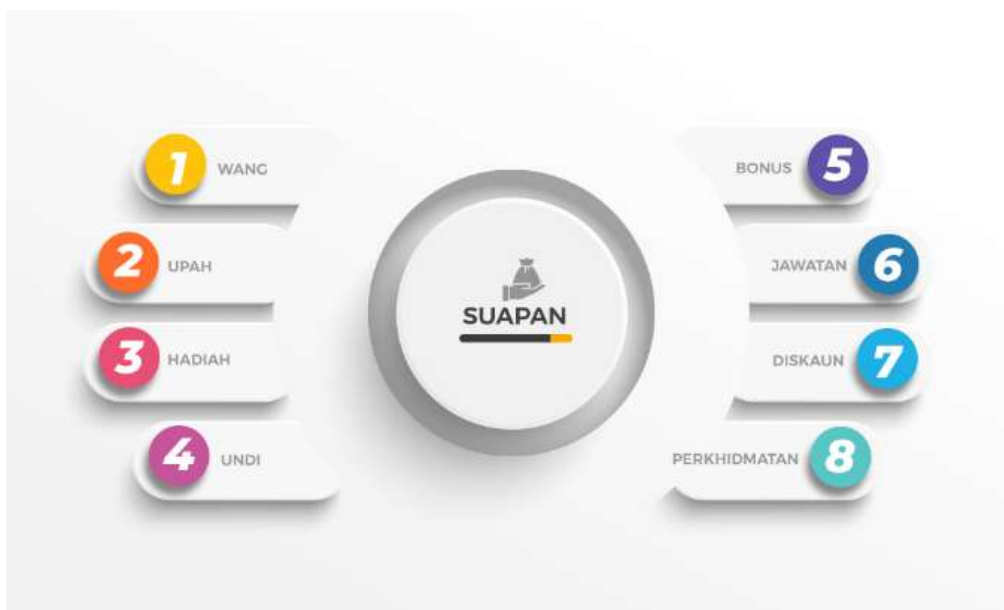 1 WANG
2 UPAH
3 HADIAH
4 UNDI
SUAPAN
BONUS 5
JAWATAN 6
DISKAUN 7
PERKHIDMATAN 8